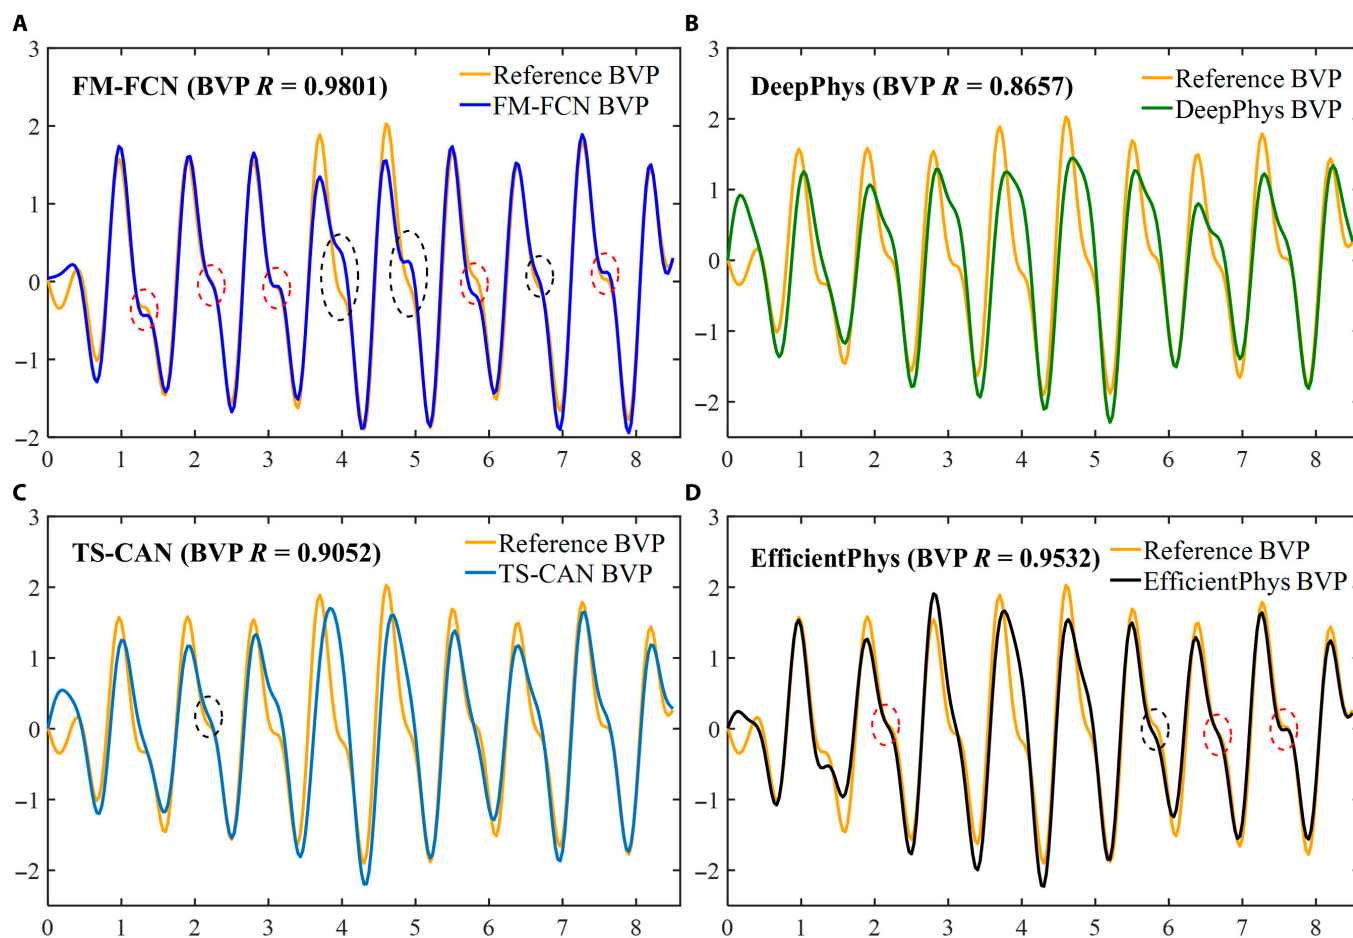 A
FM-FCN (BVP R = 0.9801)
Reference BVP
FM-FCN BVP
3
2
1
0
−1
−2
0 1 2 3 4 5 6 7 8
B
DeepPhys (BVP R = 0.8657)
Reference BVP
DeepPhys BVP
3
2
1
0
−1
−2
0 1 2 3 4 5 6 7 8
C
TS-CAN (BVP R = 0.9052)
Reference BVP
TS-CAN BVP
3
2
1
0
−1
−2
0 1 2 3 4 5 6 7 8
D
EfficientPhys (BVP R = 0.9532)
Reference BVP
EfficientPhys BVP
3
2
1
0
−1
−2
0 1 2 3 4 5 6 7 8